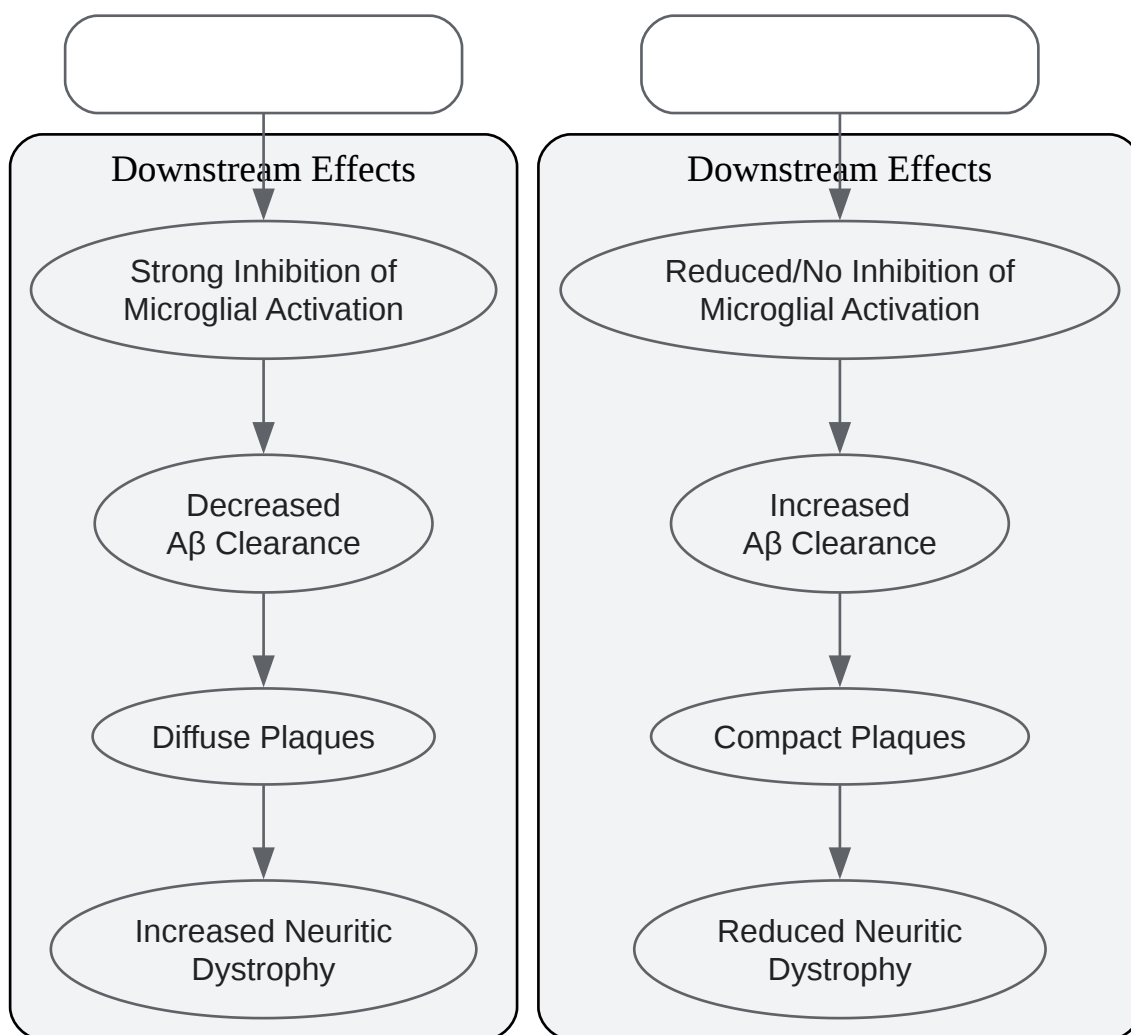 Downstream Effects
Strong Inhibition of
Microglial Activation
Decreased
Aβ Clearance
Diffuse Plaques
Increased Neuritic
Dystrophy
Downstream Effects
Reduced/No Inhibition of
Microglial Activation
Increased
Aβ Clearance
Compact Plaques
Reduced Neuritic
Dystrophy